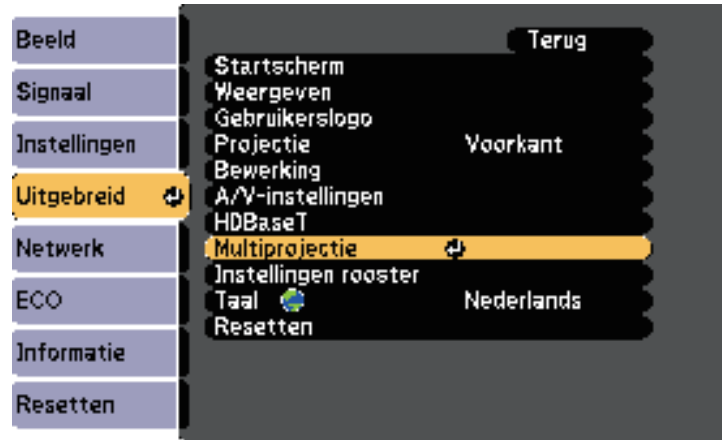 Beeld
Signaal
Instellingen
Uitgebreid
Netwerk
ECO
Informatie
Resetten
Terug
Startscherm
Weergeven
Gebruikerslogo
Projectie Voorkant
Bewerking
A/V-instellingen
HDBaseT
Multiprojectie
Instellingen rooster
Taal Nederlands
Resetten